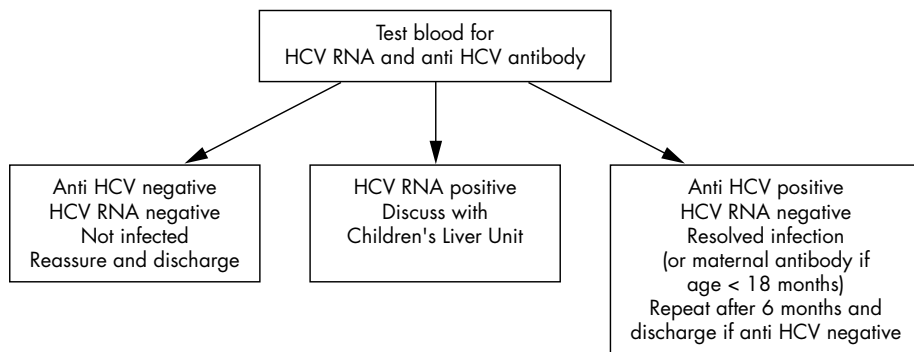 Test blood for
HCV RNA and anti HCV antibody
Anti HCV negative
HCV RNA negative
Not infected
Reassure and discharge
HCV RNA positive
Discuss with
Children's Liver Unit
Anti HCV positive
HCV RNA negative
Resolved infection
(or maternal antibody if
age < 18 months)
Repeat after 6 months and
discharge if anti HCV negative